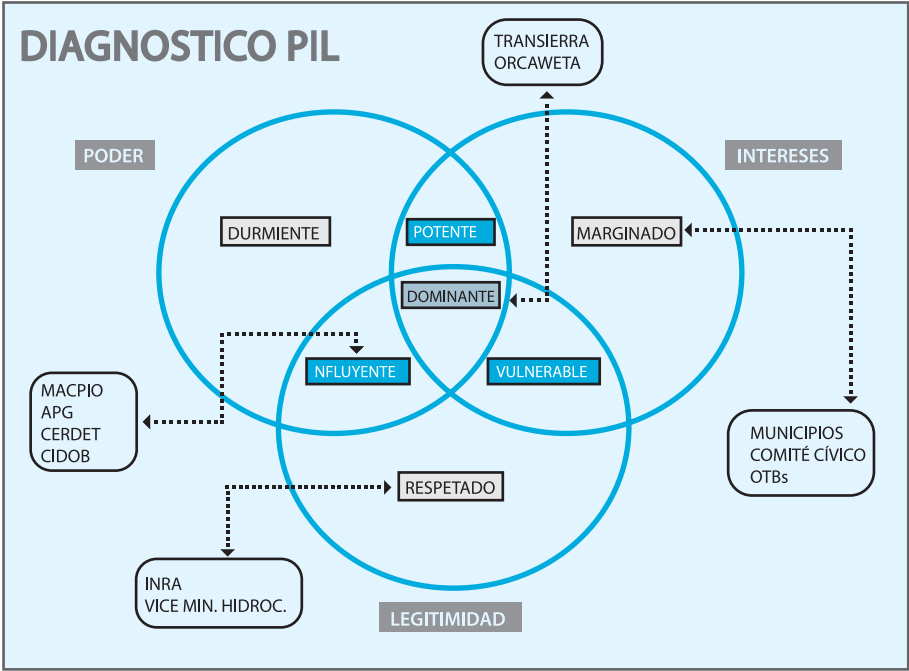 DIAGNOSTICO PIL
TRANSIERRA
ORCAWETA
PODER
INTERESES
DURMIENTE
POTENTE
MARGINADO
DOMINANTE
NFLUYENTE
VULNERABLE
MACPIO
APG
CERDET
CIDOB
MUNICIPIOS
COMITÉ CÍVICO
OTBs
RESPETADO
INRA
VICE MIN. HIDROC.
LEGITIMIDAD